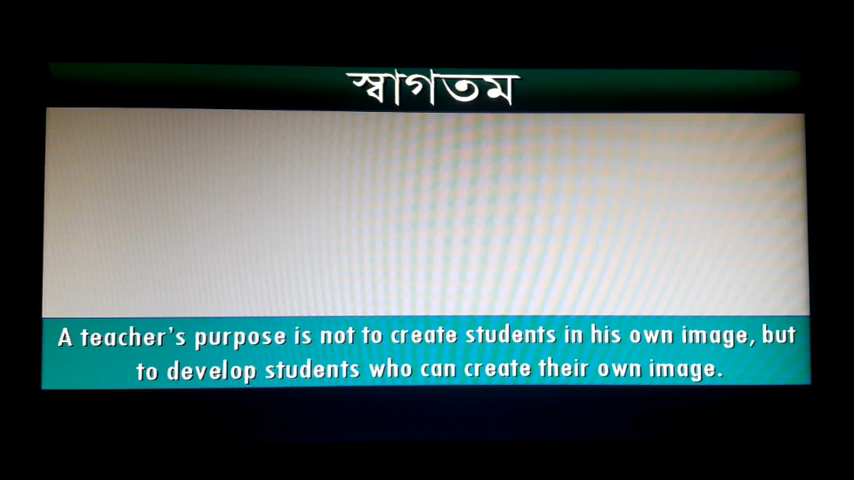 স্বাগতম
A teacher's purpose is not to create students in his own image, but
to develop students who can create their own image.